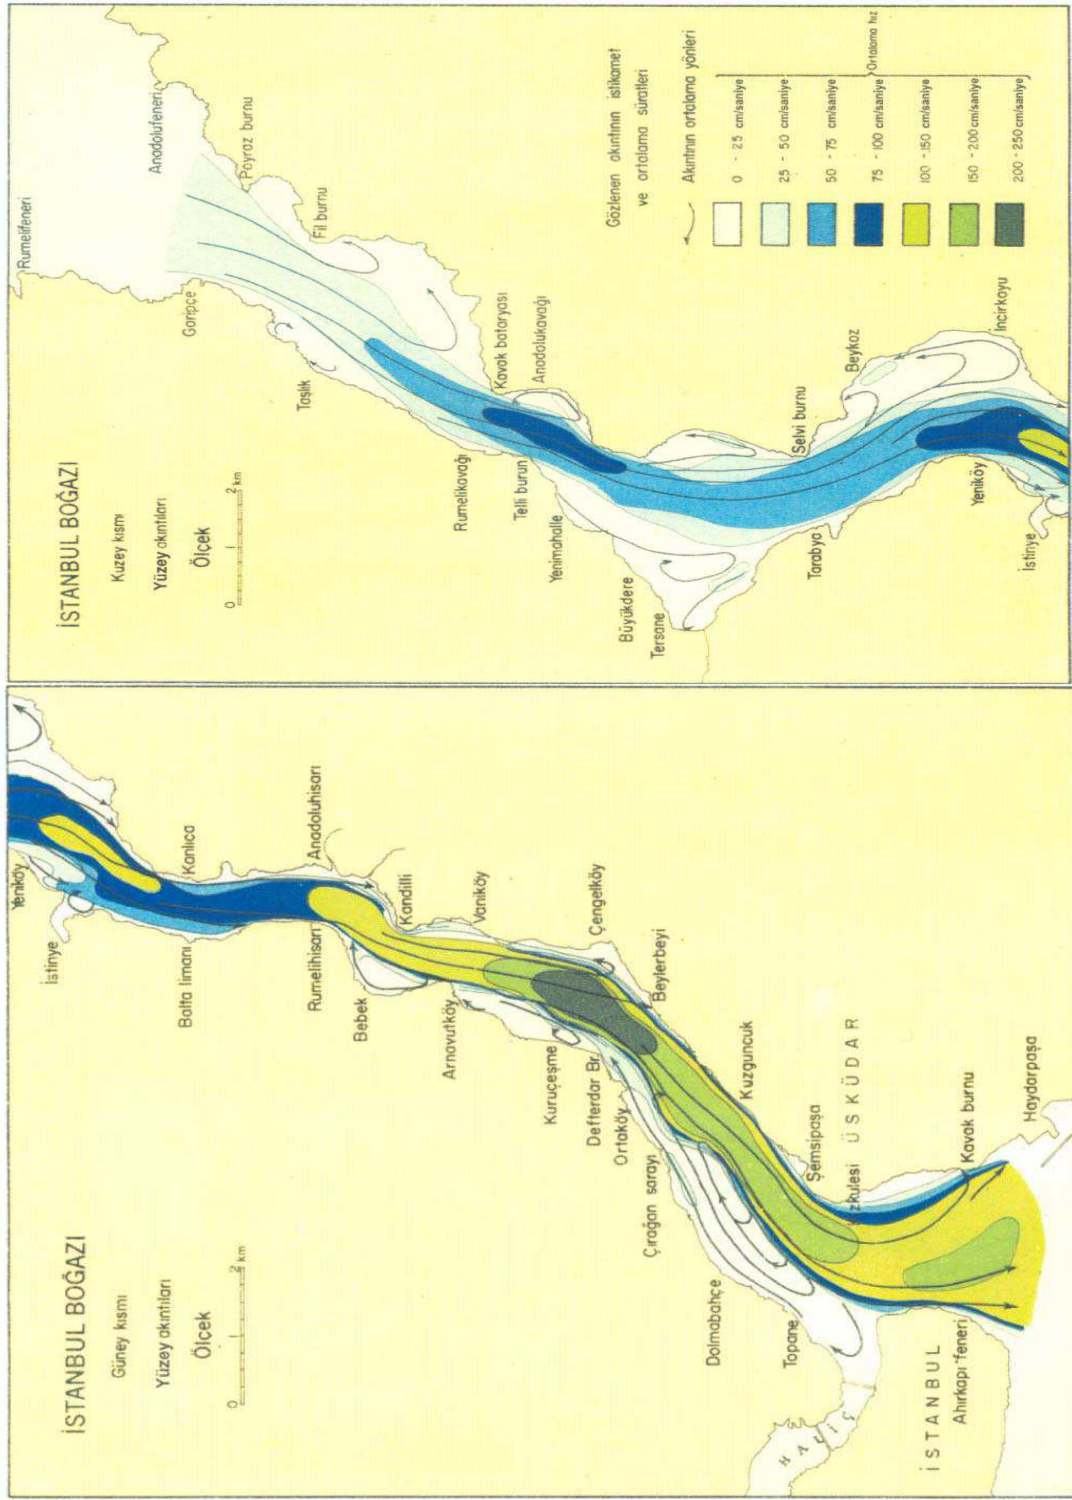 İSTANBUL BOĞAZI
Kuzey kısmı
Yüzey akıntıları
Ölçek
0 1 2 km
Rumelifeneri
Anadolufeneri
Garipçe
Poyraz burnu
Fil burnu
Taşlık
Rumelikavağı
Kavak bataryası
Anadolukavağı
Telli burun
Yenimahalle
Büyükdere
Tersane
Tarabya
Selvi burnu
Beykoz
İncirkoyu
Yeniköy
İstinye
Gözlenen akıntının istikamet
ve ortalama süratleri
Akıntının ortalama yönleri
0 - 25 cm/saniye
25 - 50 cm/saniye
50 - 75 cm/saniye
75 - 100 cm/saniye
100 - 150 cm/saniye
150 - 200 cm/saniye
200 - 250 cm/saniye
Ortalama hız
İSTANBUL BOĞAZI
Güney kısmı
Yüzey akıntıları
Ölçek
0 1 2 km
Yeniköy
İstinye
Balta limanı
Kanlıca
Rumelihisarı
Anadoluhisarı
Bebek
Kandilli
Arnavutköy
Vaniköy
Kuruçeşme
Çengelköy
Defterdar Br.
Ortaköy
Beylerbeyi
Çırağan sarayı
Kuzguncuk
Dolmabahçe
Şemsipaşa
Topane
Kızkulesi
ÜSKÜDAR
HALİÇ
İSTANBUL
Ahırkapı feneri
Kavak burnu
Haydarpaşa